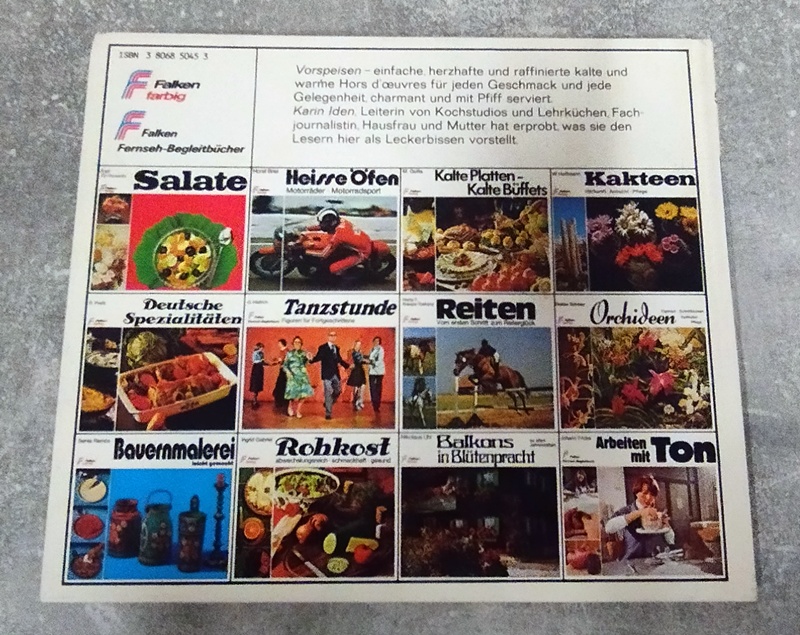 ISBN 3 8068 5045 3
Falken
farbig
Falken
Fernseh-Begleitbücher
Vorspeisen – einfache, herzhafte und raffinierte kalte und
warme Hors d'œuvres für jeden Geschmack und jede
Gelegenheit, charmant und mit Pfiff serviert.
Karin Iden, Leiterin von Kochstudios und Lehrküchen, Fach-
journalistin, Hausfrau und Mutter hat erprobt, was sie den
Lesern hier als Leckerbissen vorstellt.
Salate
Heisse Öfen
Motorräder · Motorradsport
Kalte Platten –
Kalte Büffets
Kakteen
Deutsche
Spezialitäten
Tanzstunde
Figuren für Fortgeschrittene
Reiten
vom ersten Schritt zum Reiterglück
Orchideen
Bauernmalerei
leicht gemacht
Rohkost
abwechslungsreich · schmackhaft · gesund
Balkons
in Blütenpracht
zu allen
Jahreszeiten
Arbeiten
mit Ton